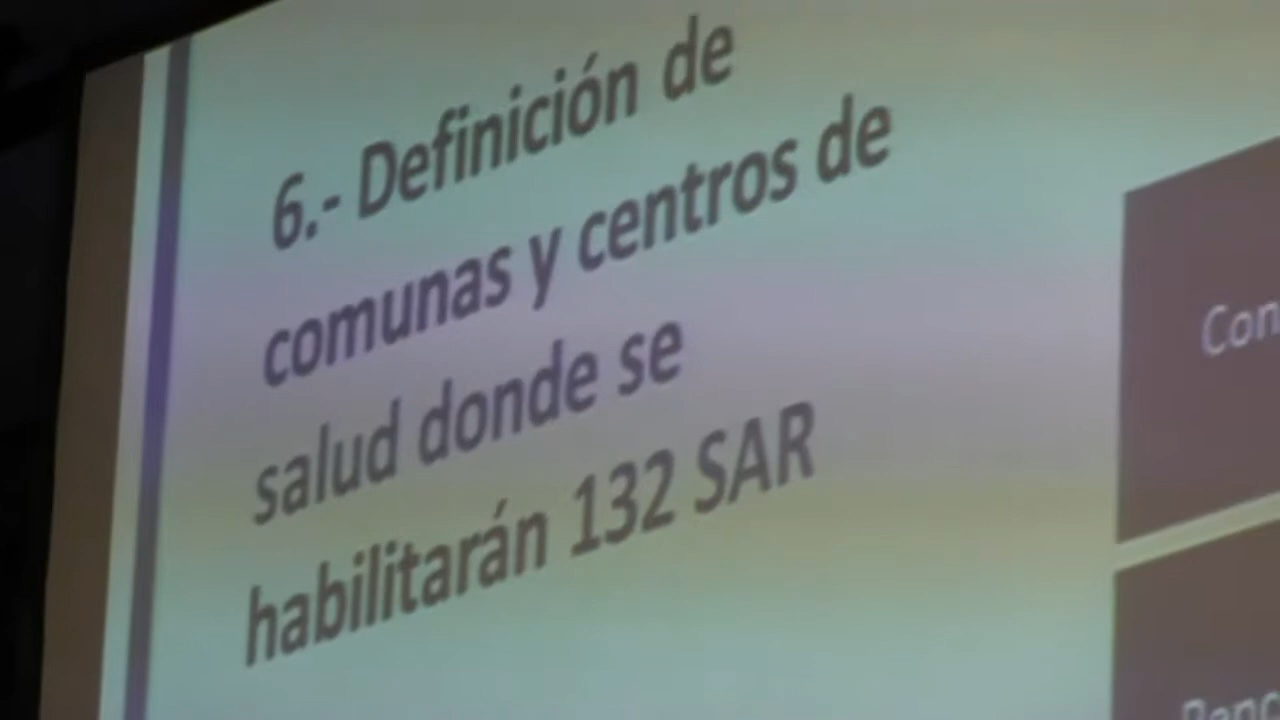 6.- Definición de
comunas y centros de
salud donde se
habilitarán 132 SAR